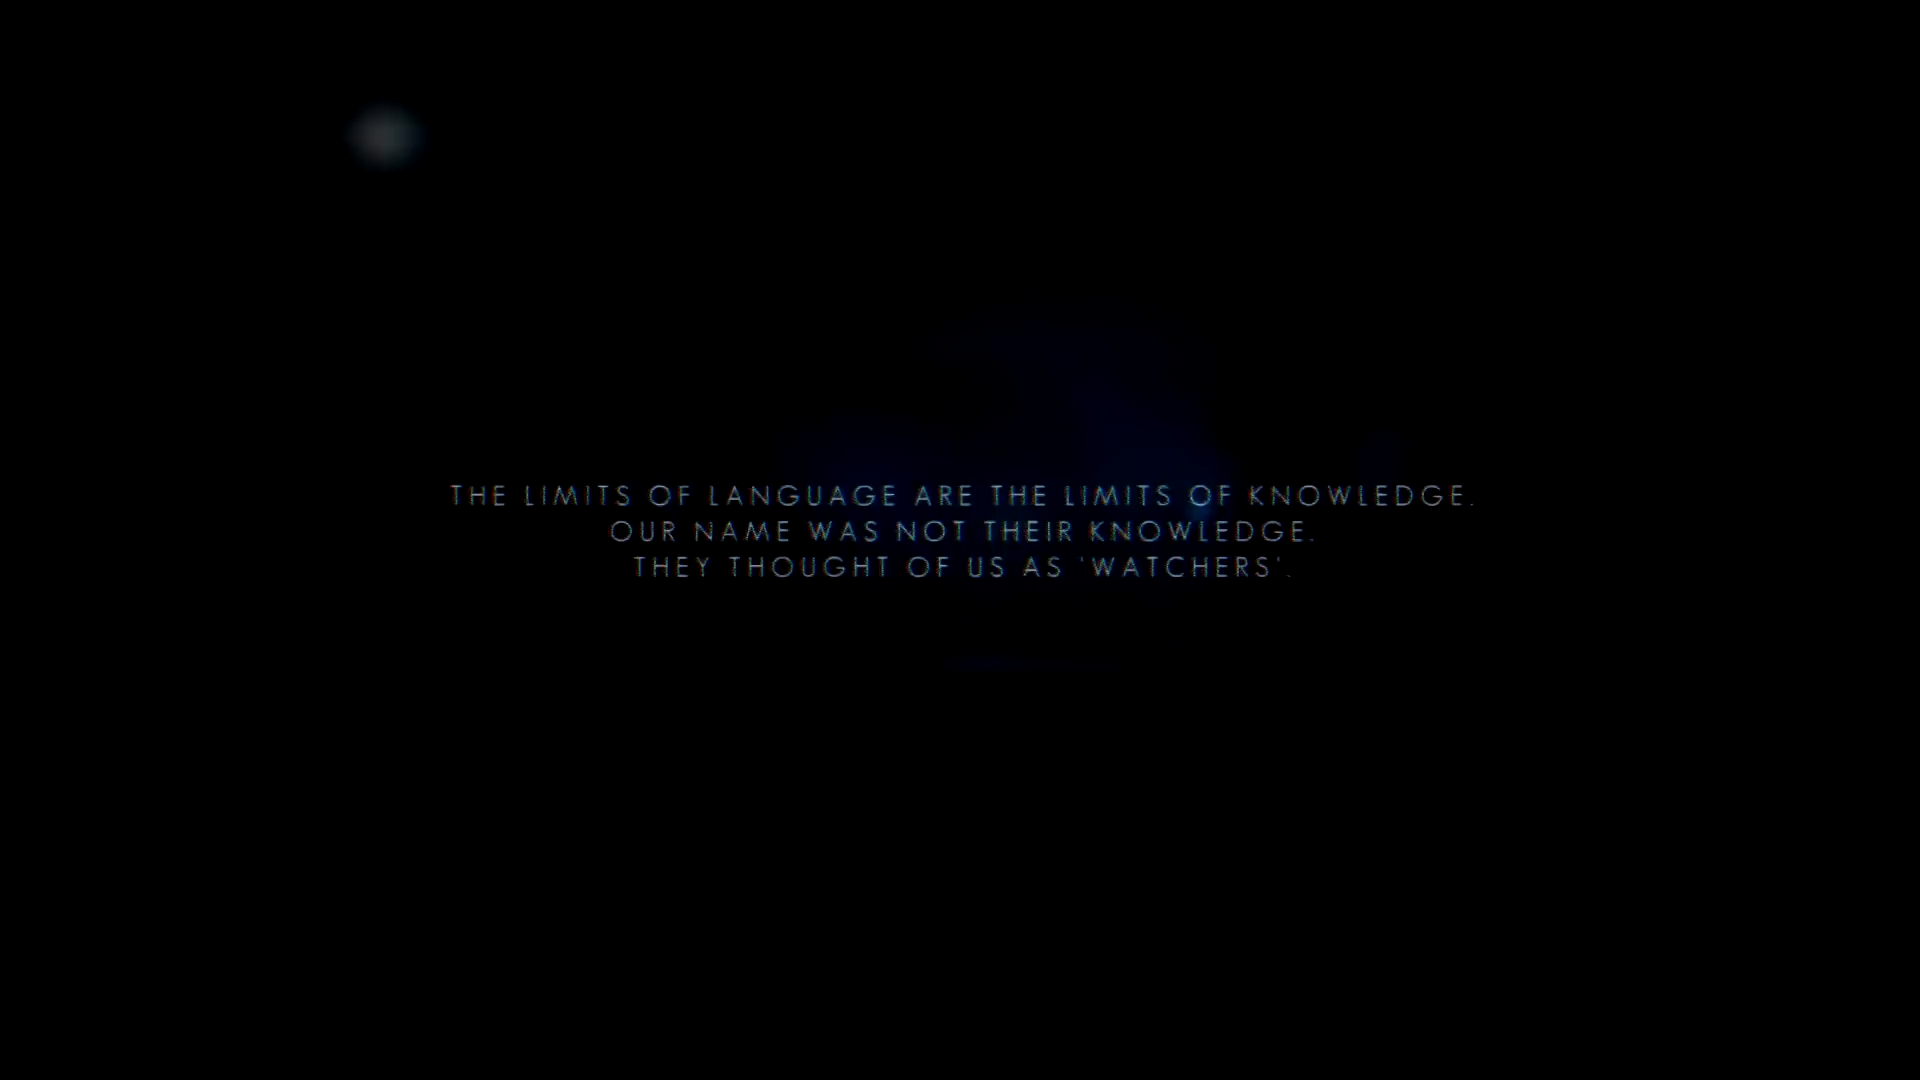 THE LIMITS OF LANGUAGE ARE THE LIMITS OF KNOWLEDGE.
OUR NAME WAS NOT THEIR KNOWLEDGE.
THEY THOUGHT OF US AS 'WATCHERS'.